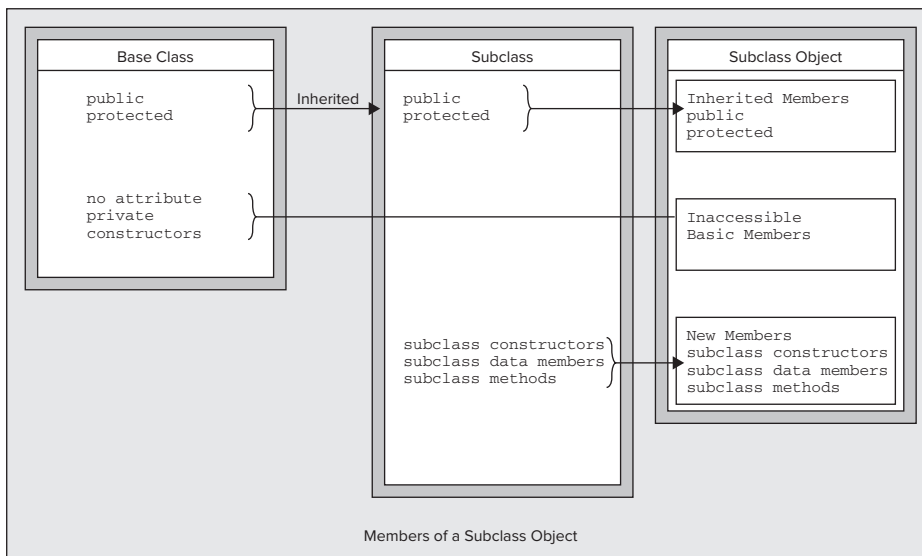 Base Class
public
protected
no attribute
private
constructors
Inherited
Subclass
public
protected
subclass constructors
subclass data members
subclass methods
Subclass Object
Inherited Members
public
protected
Inaccessible
Basic Members
New Members
subclass constructors
subclass data members
subclass methods
Members of a Subclass Object